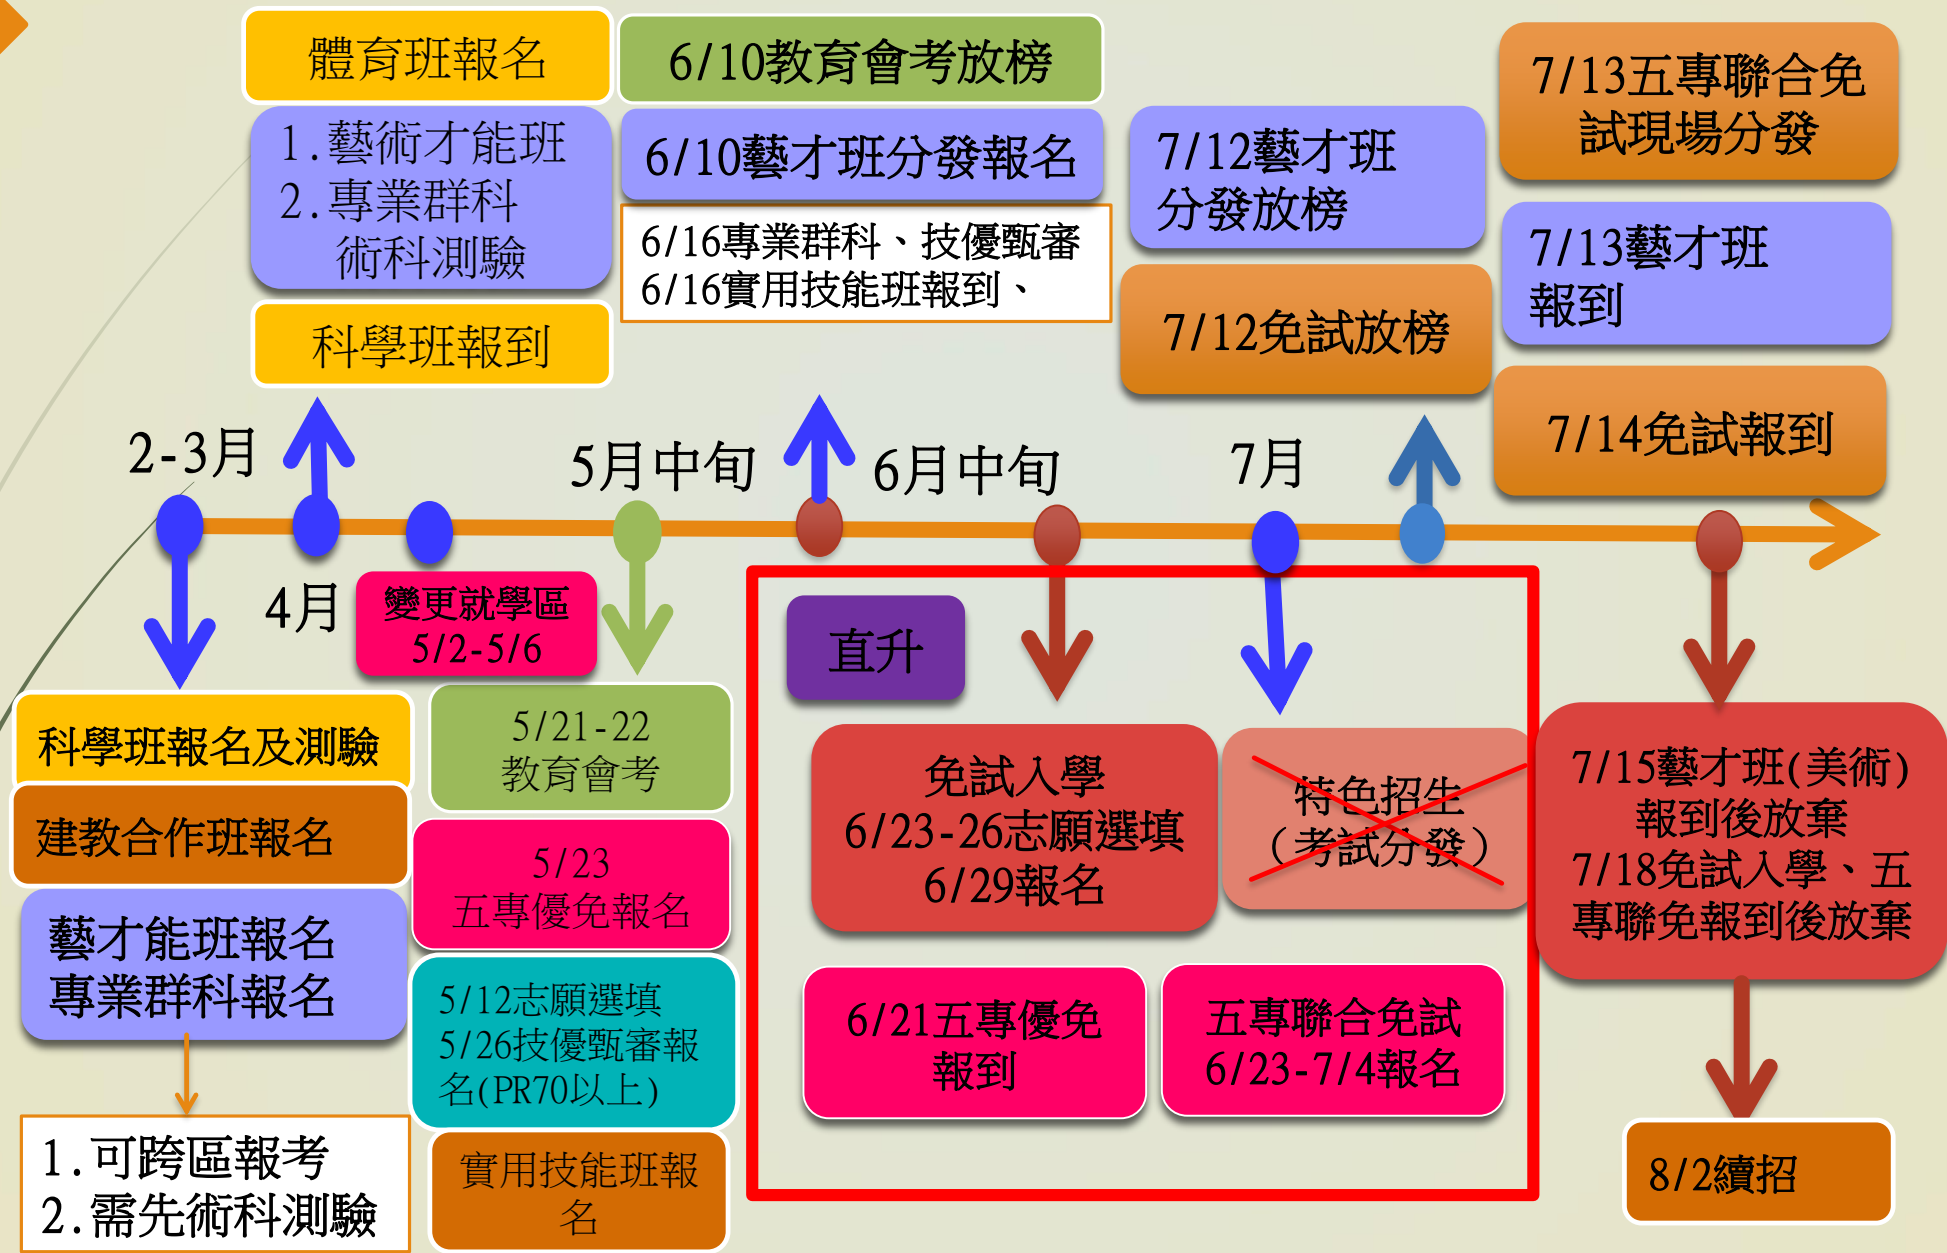 體育班報名
1.藝術才能班
2.專業群科
術科測驗
科學班報到
6/10教育會考放榜
6/10藝才班分發報名
6/16專業群科、技優甄審
6/16實用技能班報到、
7/12藝才班
分發放榜
7/12免試放榜
7/13五專聯合免
試現場分發
7/13藝才班
報到
7/14免試報到
2-3月
5月中旬
6月中旬
7月
4月
變更就學區
5/2-5/6
科學班報名及測驗
建教合作班報名
藝才能班報名
專業群科報名
1.可跨區報考
2.需先術科測驗
5/21-22
教育會考
5/23
五專優免報名
5/12志願選填
5/26技優甄審報
名(PR70以上)
實用技能班報
名
直升
免試入學
6/23-26志願選填
6/29報名
特色招生
（考試分發）
6/21五專優免
報到
五專聯合免試
6/23-7/4報名
7/15藝才班(美術)
報到後放棄
7/18免試入學、五
專聯免報到後放棄
8/2續招